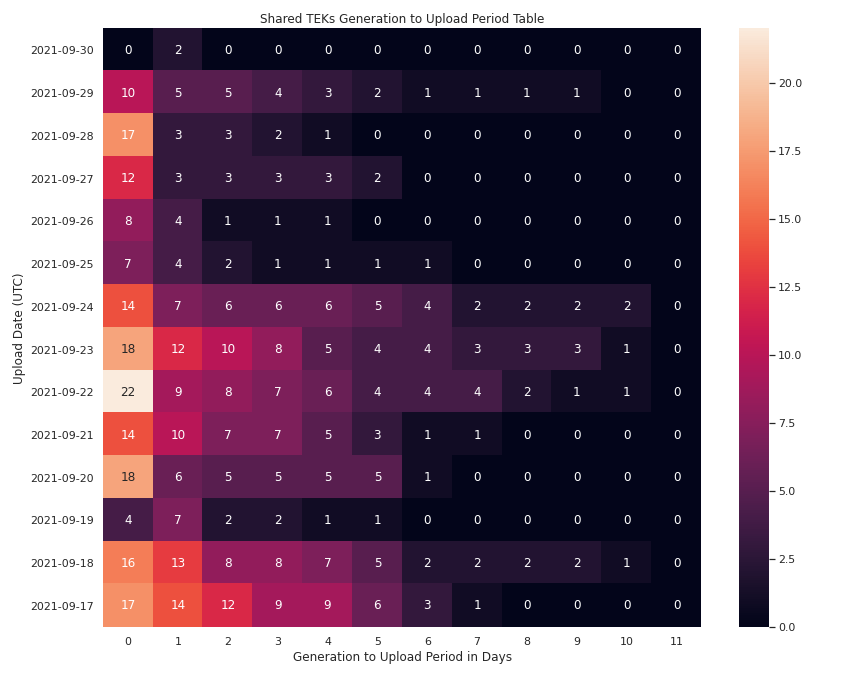 Shared TEKs Generation to Upload Period Table
Upload Date (UTC)
2021-09-30 0 2 0 0 0 0 0 0 0 0 0 0
2021-09-29 10 5 5 4 3 2 1 1 1 1 0 0
2021-09-28 17 3 3 2 1 0 0 0 0 0 0 0
2021-09-27 12 3 3 3 3 2 0 0 0 0 0 0
2021-09-26 8 4 1 1 1 0 0 0 0 0 0 0
2021-09-25 7 4 2 1 1 1 1 0 0 0 0 0
2021-09-24 14 7 6 6 6 5 4 2 2 2 2 0
2021-09-23 18 12 10 8 5 4 4 3 3 3 1 0
2021-09-22 22 9 8 7 6 4 4 4 2 1 1 0
2021-09-21 14 10 7 7 5 3 1 1 0 0 0 0
2021-09-20 18 6 5 5 5 5 1 0 0 0 0 0
2021-09-19 4 7 2 2 1 1 0 0 0 0 0 0
2021-09-18 16 13 8 8 7 5 2 2 2 2 1 0
2021-09-17 17 14 12 9 9 6 3 1 0 0 0 0
0 1 2 3 4 5 6 7 8 9 10 11
Generation to Upload Period in Days
20.0
17.5
15.0
12.5
10.0
7.5
5.0
2.5
0.0